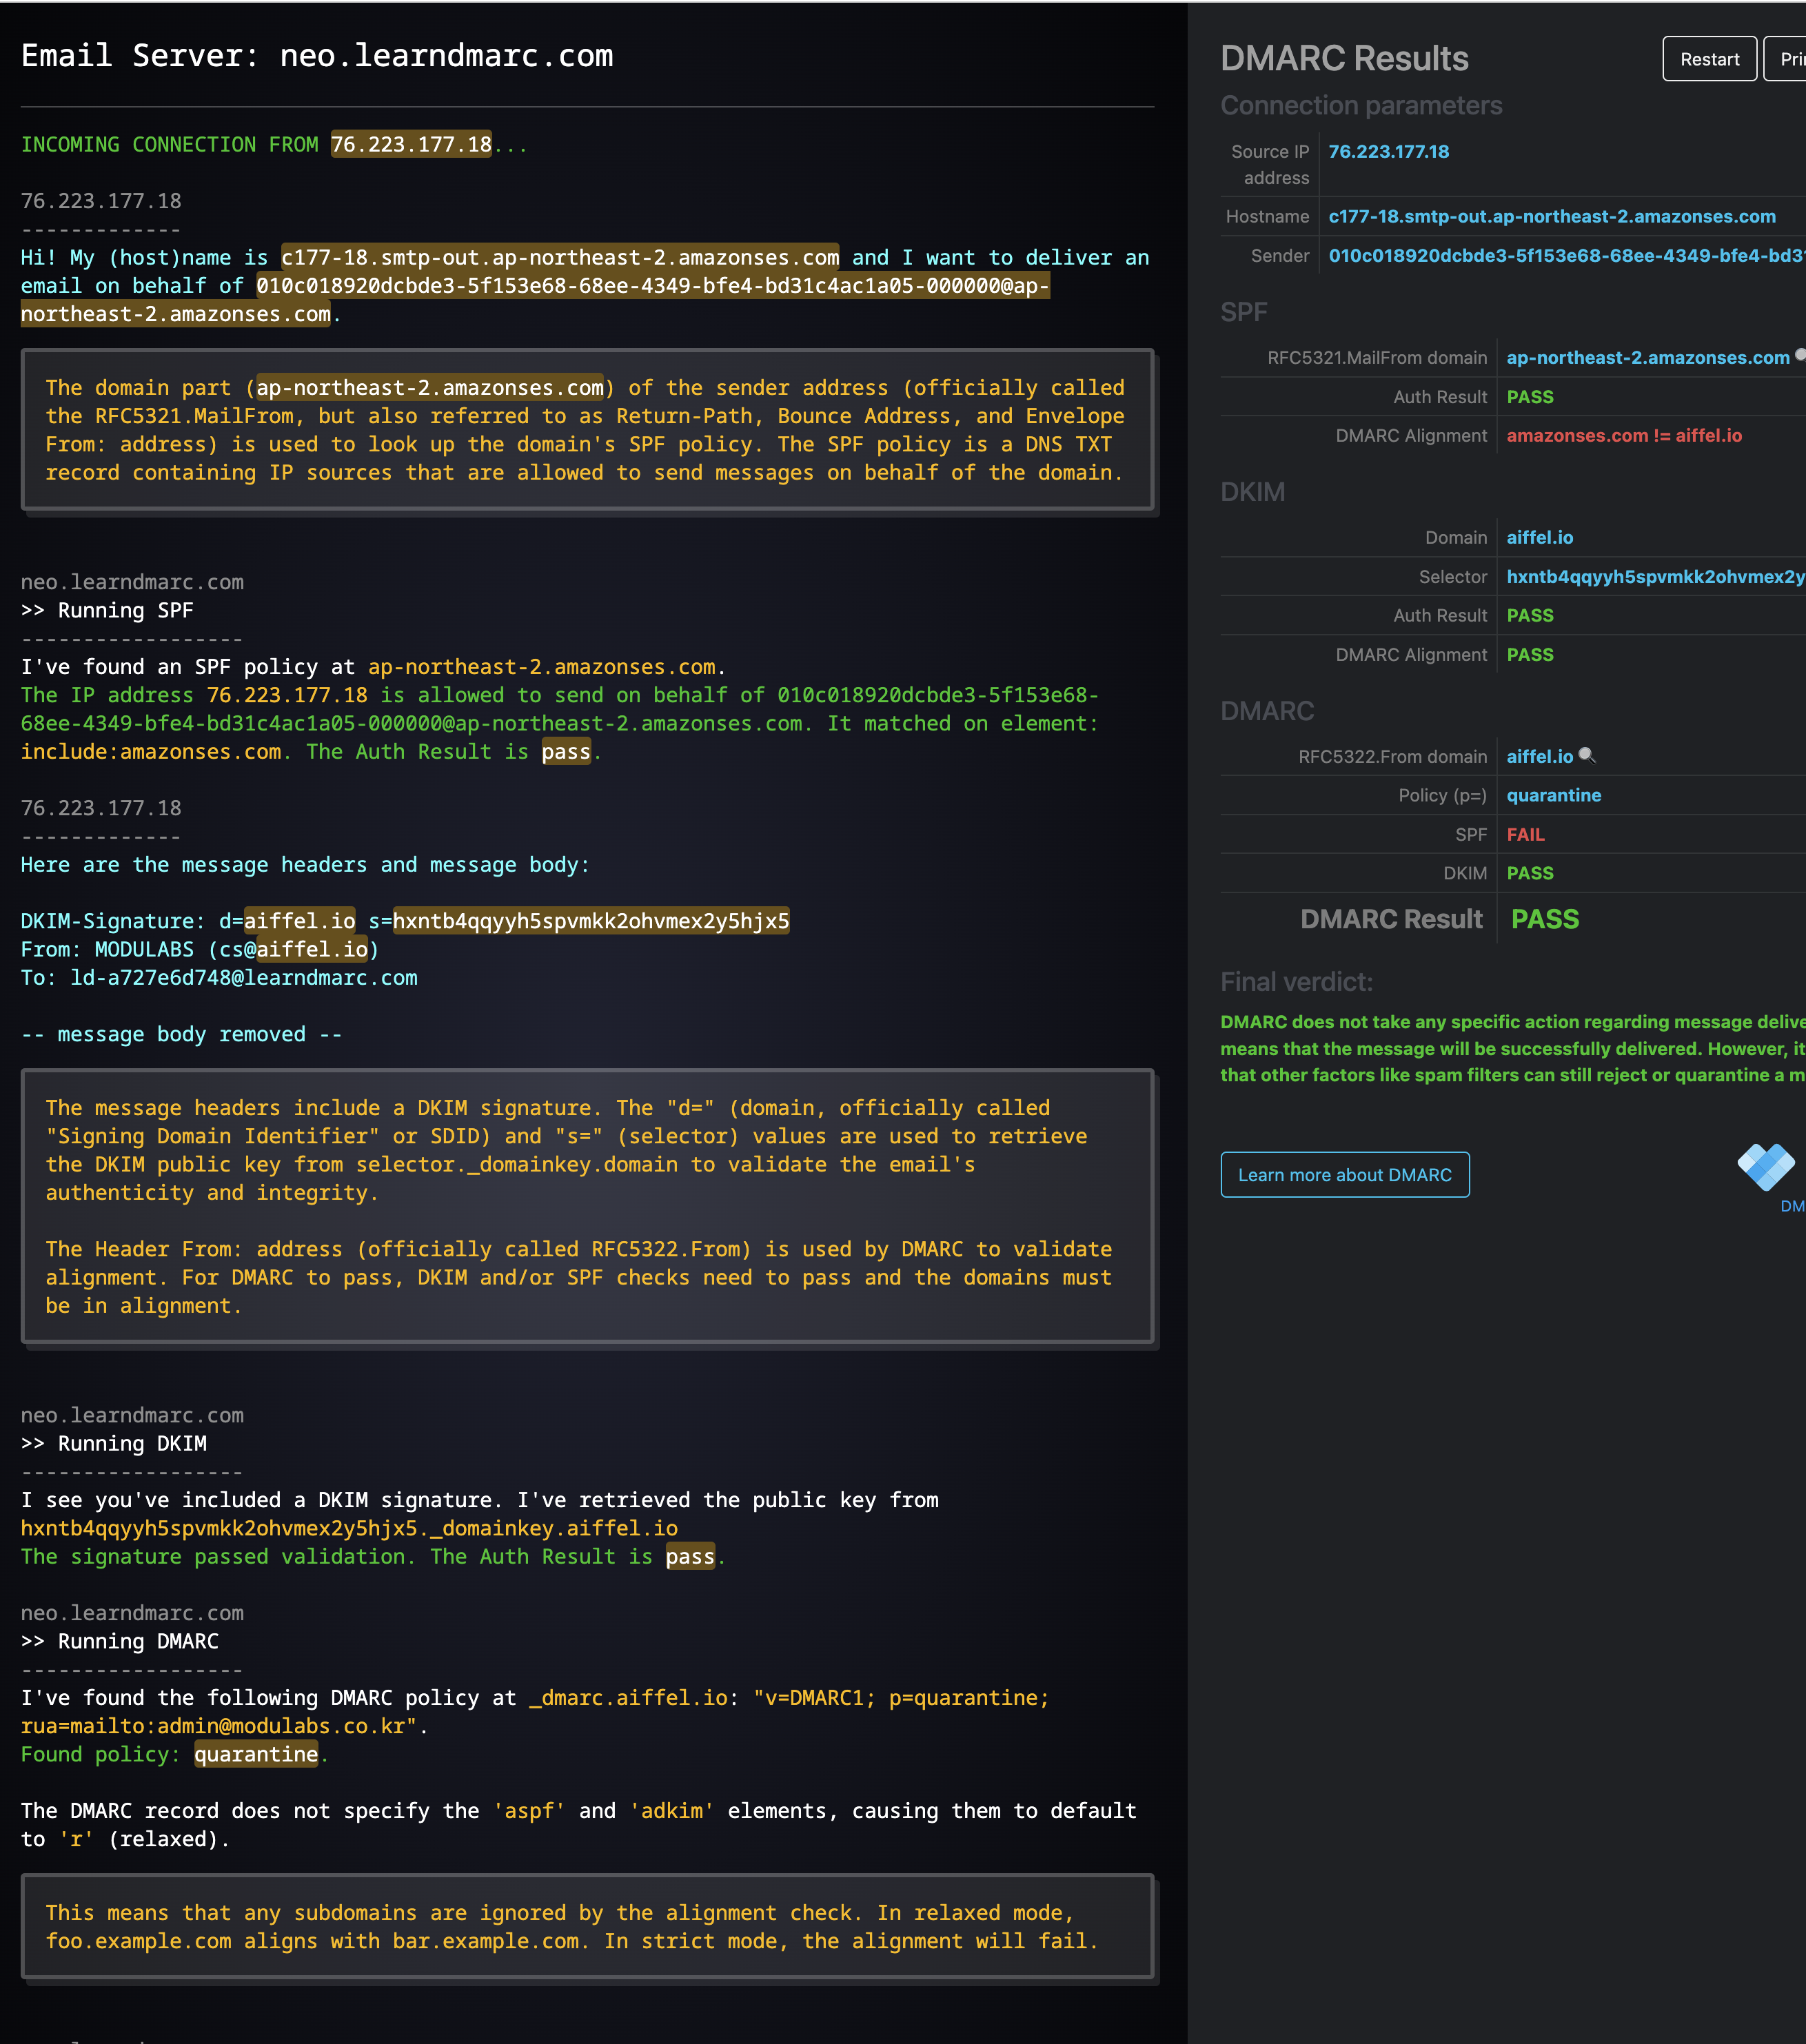 Email Server: neo.learndmarc.com
INCOMING CONNECTION FROM 76.223.177.18...
76.223.177.18
-------------
Hi! My (host)name is c177-18.smtp-out.ap-northeast-2.amazonses.com and I want to deliver an
email on behalf of 010c018920dcbde3-5f153e68-68ee-4349-bfe4-bd31c4ac1a05-000000@ap-
northeast-2.amazonses.com.
The domain part (ap-northeast-2.amazonses.com) of the sender address (officially called
the RFC5321.MailFrom, but also referred to as Return-Path, Bounce Address, and Envelope
From: address) is used to look up the domain's SPF policy. The SPF policy is a DNS TXT
record containing IP sources that are allowed to send messages on behalf of the domain.
neo.learndmarc.com
>> Running SPF
------------------
I've found an SPF policy at ap-northeast-2.amazonses.com.
The IP address 76.223.177.18 is allowed to send on behalf of 010c018920dcbde3-5f153e68-
68ee-4349-bfe4-bd31c4ac1a05-000000@ap-northeast-2.amazonses.com. It matched on element:
include:amazonses.com. The Auth Result is pass.
76.223.177.18
-------------
Here are the message headers and message body:
DKIM-Signature: d=aiffel.io s=hxntb4qqyyh5spvmkk2ohvmex2y5hjx5
From: MODULABS (cs@aiffel.io)
To: ld-a727e6d748@learndmarc.com
-- message body removed --
The message headers include a DKIM signature. The "d=" (domain, officially called
"Signing Domain Identifier" or SDID) and "s=" (selector) values are used to retrieve
the DKIM public key from selector._domainkey.domain to validate the email's
authenticity and integrity.
The Header From: address (officially called RFC5322.From) is used by DMARC to validate
alignment. For DMARC to pass, DKIM and/or SPF checks need to pass and the domains must
be in alignment.
neo.learndmarc.com
>> Running DKIM
------------------
I see you've included a DKIM signature. I've retrieved the public key from
hxntb4qqyyh5spvmkk2ohvmex2y5hjx5._domainkey.aiffel.io
The signature passed validation. The Auth Result is pass.
neo.learndmarc.com
>> Running DMARC
------------------
I've found the following DMARC policy at _dmarc.aiffel.io: "v=DMARC1; p=quarantine;
rua=mailto:admin@modulabs.co.kr".
Found policy: quarantine.
The DMARC record does not specify the 'aspf' and 'adkim' elements, causing them to default
to 'r' (relaxed).
This means that any subdomains are ignored by the alignment check. In relaxed mode,
foo.example.com aligns with bar.example.com. In strict mode, the alignment will fail.
DMARC Results
Restart
Pri
Connection parameters
Source IP address 76.223.177.18
Hostname c177-18.smtp-out.ap-northeast-2.amazonses.com
Sender 010c018920dcbde3-5f153e68-68ee-4349-bfe4-bd3
SPF
RFC5321.MailFrom domain ap-northeast-2.amazonses.com
Auth Result PASS
DMARC Alignment amazonses.com != aiffel.io
DKIM
Domain aiffel.io
Selector hxntb4qqyyh5spvmkk2ohvmex2y
Auth Result PASS
DMARC Alignment PASS
DMARC
RFC5322.From domain aiffel.io
Policy (p=) quarantine
SPF FAIL
DKIM PASS
DMARC Result PASS
Final verdict:
DMARC does not take any specific action regarding message delive
means that the message will be successfully delivered. However, it
that other factors like spam filters can still reject or quarantine a m
Learn more about DMARC
DM